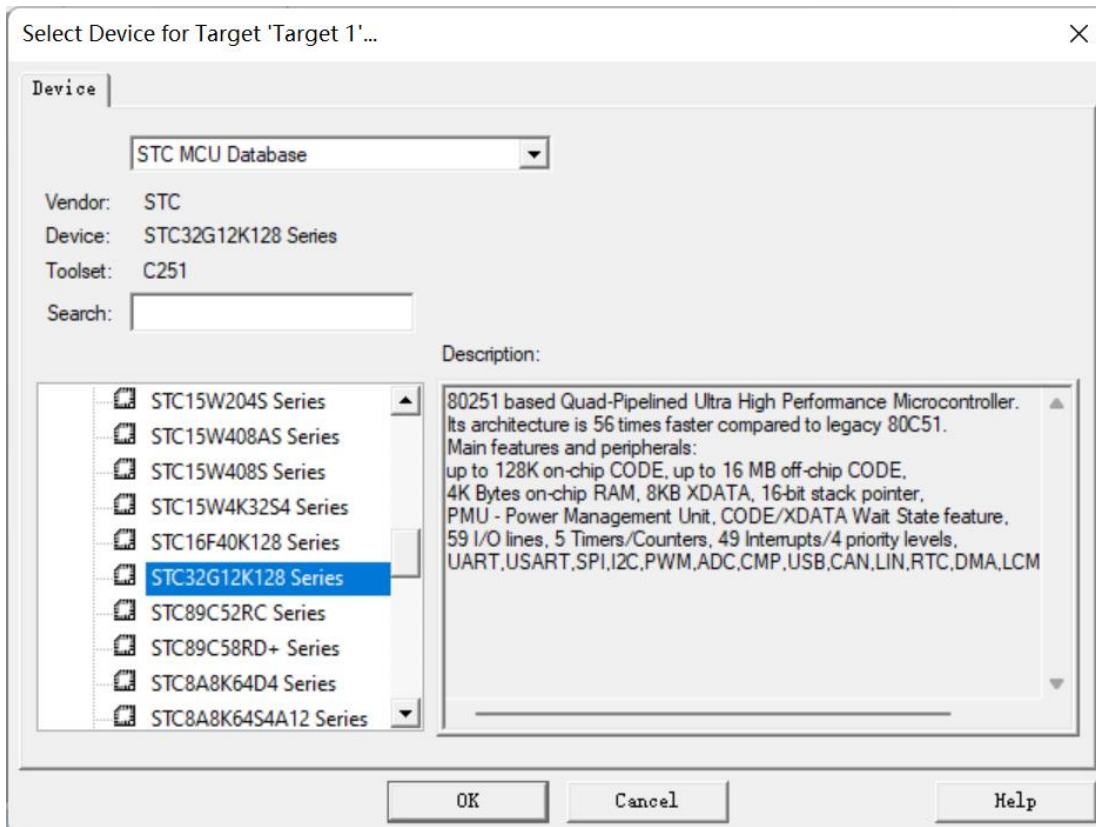 Select Device for Target 'Target 1'...
Device
STC MCU Database
Vendor: STC
Device: STC32G12K128 Series
Toolset: C251
Search:
Description:
STC15W204S Series
STC15W408AS Series
STC15W408S Series
STC15W4K32S4 Series
STC16F40K128 Series
STC32G12K128 Series
STC89C52RC Series
STC89C58RD+ Series
STC8A8K64D4 Series
STC8A8K64S4A12 Series
80251 based Quad-Pipelined Ultra High Performance Microcontroller.
Its architecture is 56 times faster compared to legacy 80C51.
Main features and peripherals:
up to 128K on-chip CODE, up to 16 MB off-chip CODE,
4K Bytes on-chip RAM, 8KB XDATA, 16-bit stack pointer,
PMU - Power Management Unit, CODE/XDATA Wait State feature,
59 I/O lines, 5 Timers/Counters, 49 Interrupts/4 priority levels,
UART,USART,SPI,I2C,PWM,ADC,CMP,USB,CAN,LIN,RTC,DMA,LCM
OK
Cancel
Help